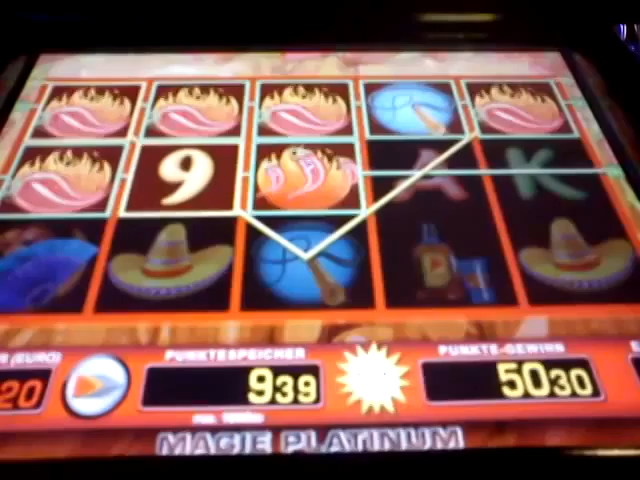 9 A K
(EURO) PUNKTESPEICHER PUNKTE-GEWINN
20 939 5030
MAGIE PLATINUM